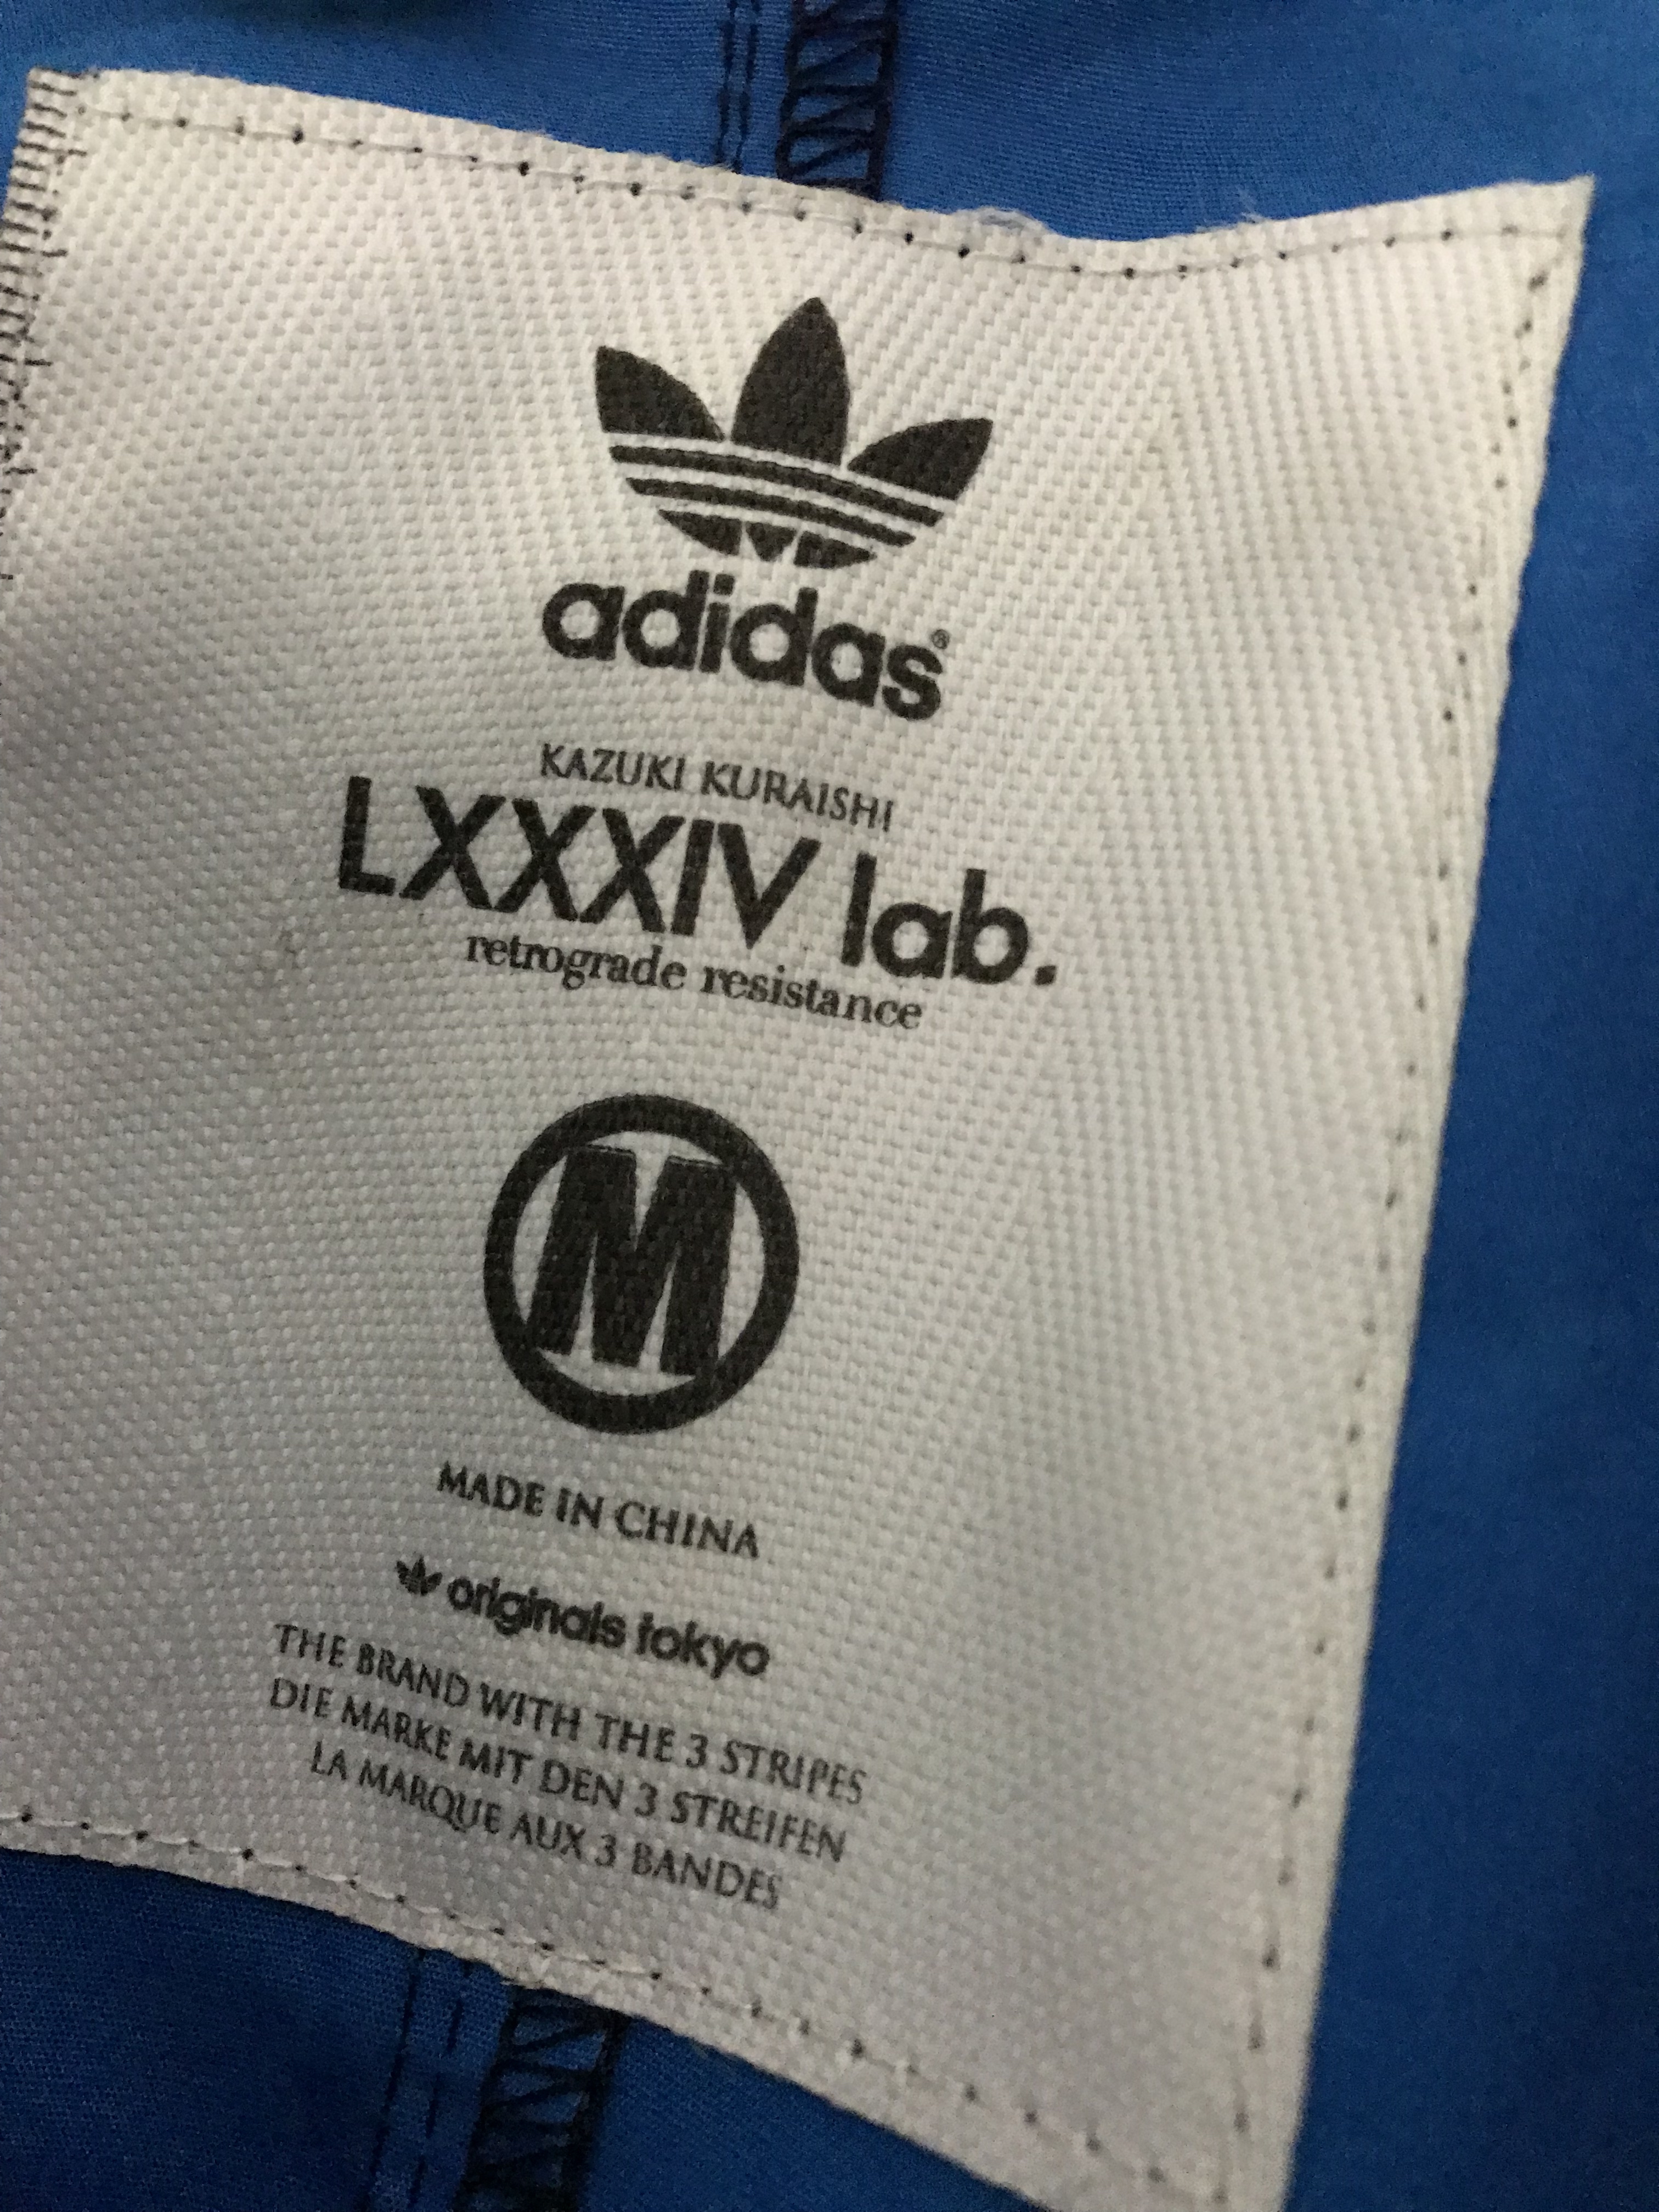 adidas®
KAZUKI KURAISHI
LXXXIV lab.
retrograde resistance
M
MADE IN CHINA
originals tokyo
THE BRAND WITH THE 3 STRIPES
DIE MARKE MIT DEN 3 STREIFEN
LA MARQUE AUX 3 BANDES